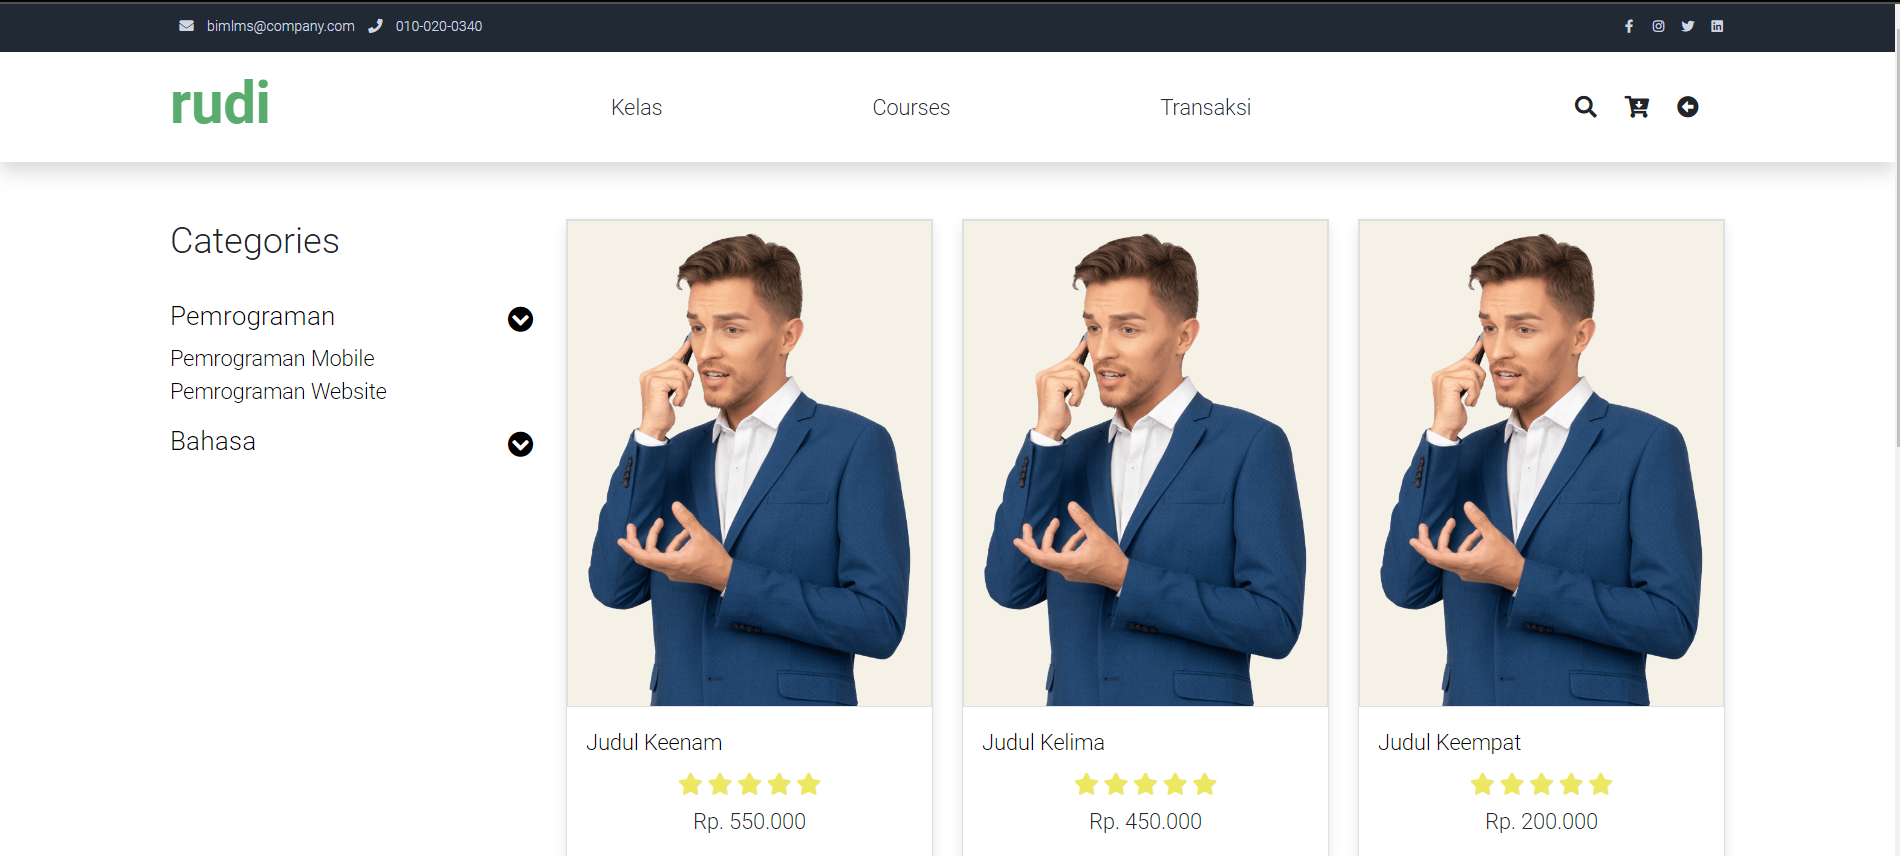 bimlms@company.com 010-020-0340
rudi
Kelas Courses Transaksi
Categories
Pemrograman
Pemrograman Mobile
Pemrograman Website
Bahasa
Judul Keenam
Rp. 550.000
Judul Kelima
Rp. 450.000
Judul Keempat
Rp. 200.000